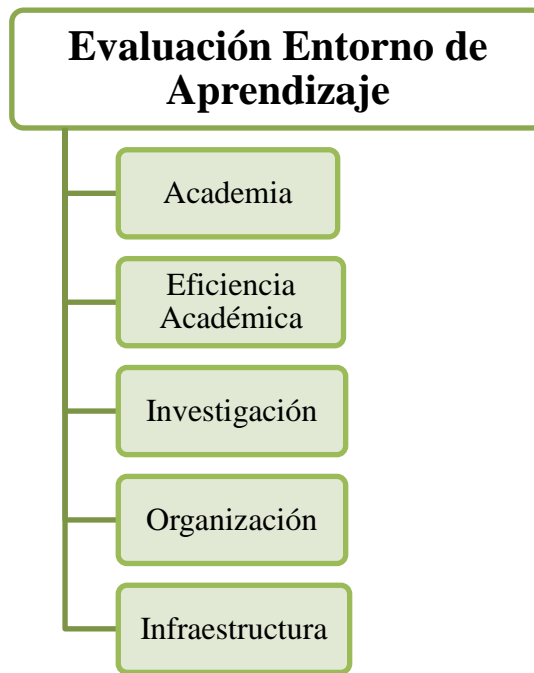 Evaluación Entorno de
Aprendizaje
Academia
Eficiencia
Académica
Investigación
Organización
Infraestructura